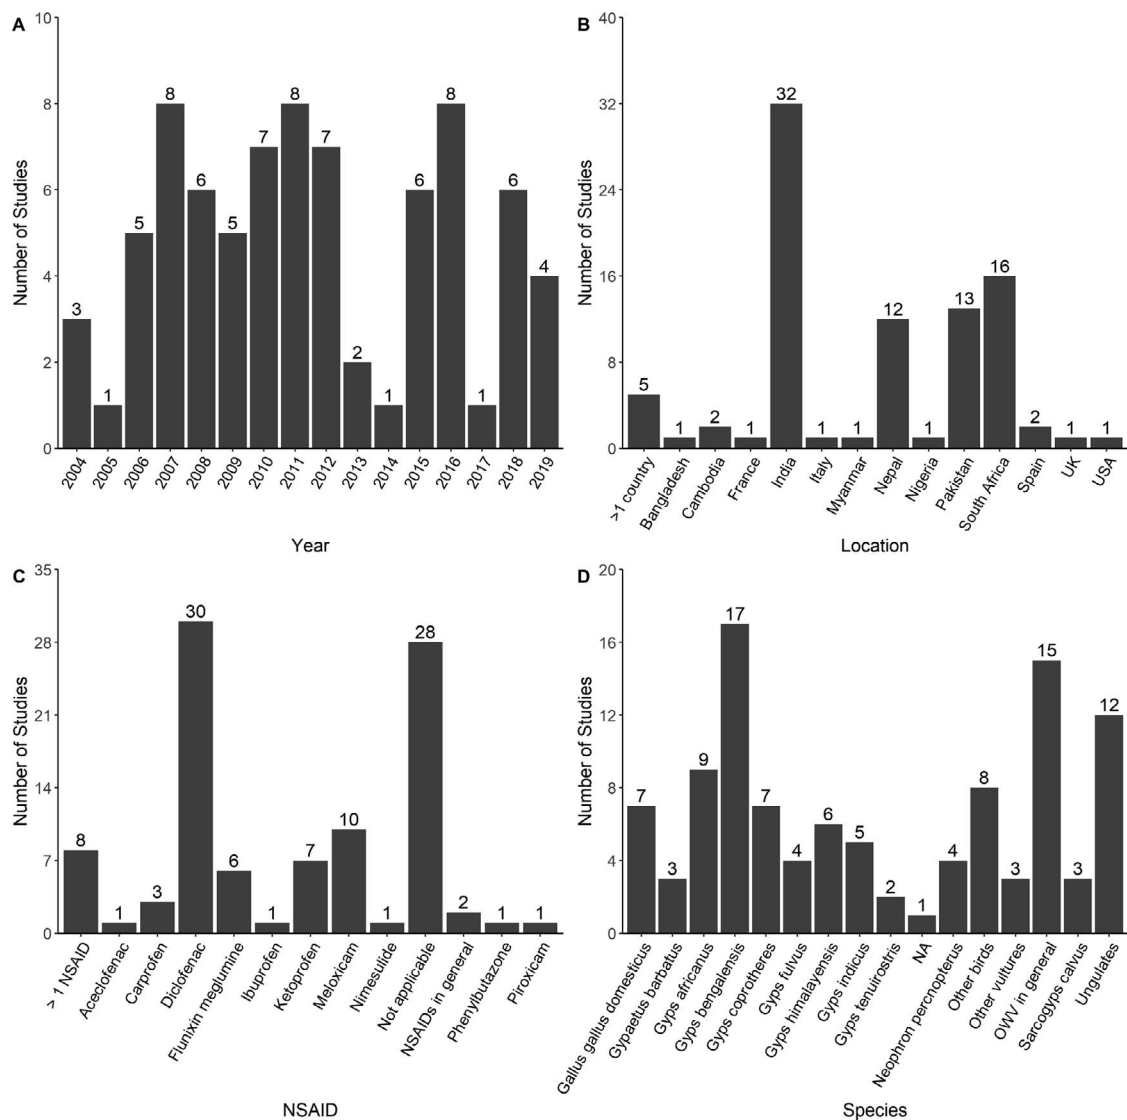 A
Number of Studies
10
8
6
4
2
0
3
1
5
8
6
5
7
8
7
2
1
6
8
1
6
4
2004
2005
2006
2007
2008
2009
2010
2011
2012
2013
2014
2015
2016
2017
2018
2019
Year
B
Number of Studies
40
32
24
16
8
0
5
1
2
1
32
1
1
12
1
13
16
2
1
1
>1 country
Bangladesh
Cambodia
France
India
Italy
Myanmar
Nepal
Nigeria
Pakistan
South Africa
Spain
UK
USA
Location
C
Number of Studies
35
28
21
14
7
0
8
1
3
30
6
1
7
10
1
28
2
1
1
> 1 NSAID
Aceclofenac
Carprofen
Diclofenac
Flunixin meglumine
Ibuprofen
Ketoprofen
Meloxicam
Nimesulide
Not applicable
NSAIDs in general
Phenylbutazone
Piroxicam
NSAID
D
Number of Studies
20
16
12
8
4
0
7
3
9
17
7
4
6
5
2
1
4
8
3
15
3
12
Gallus gallus domesticus
Gypaetus barbatus
Gyps africanus
Gyps bengalensis
Gyps coprotheres
Gyps fulvus
Gyps himalayensis
Gyps indicus
Gyps tenuirostris
NA
Neophron percnopterus
Other birds
Other vultures
OWV in general
Sarcogyps calvus
Ungulates
Species